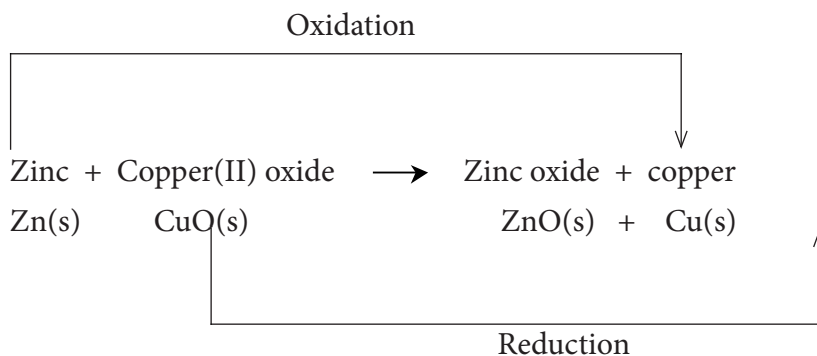 Oxidation
Zinc + Copper(II) oxide → Zinc oxide + copper
Zn(s) CuO(s) ZnO(s) + Cu(s)
Reduction